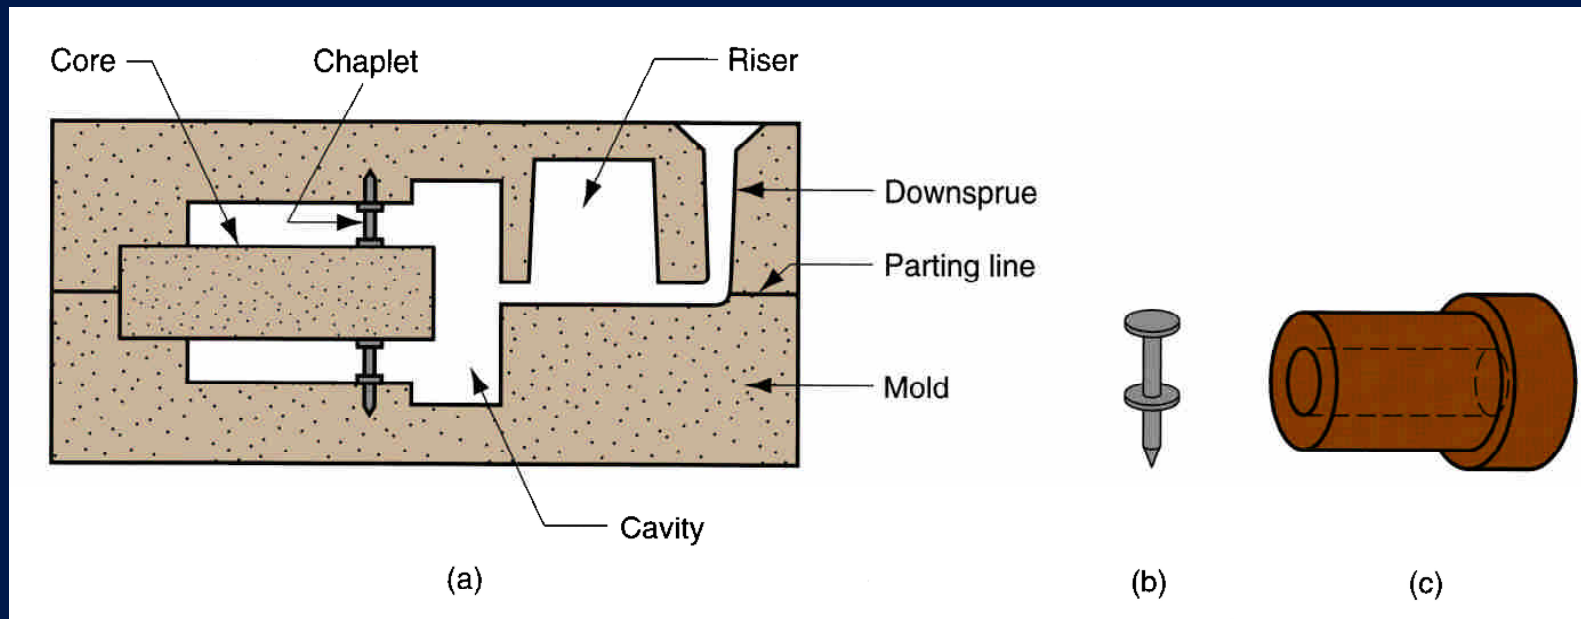 Core
Chaplet
Riser
Downsprue
Parting line
Mold
Cavity
(a)
(b)
(c)